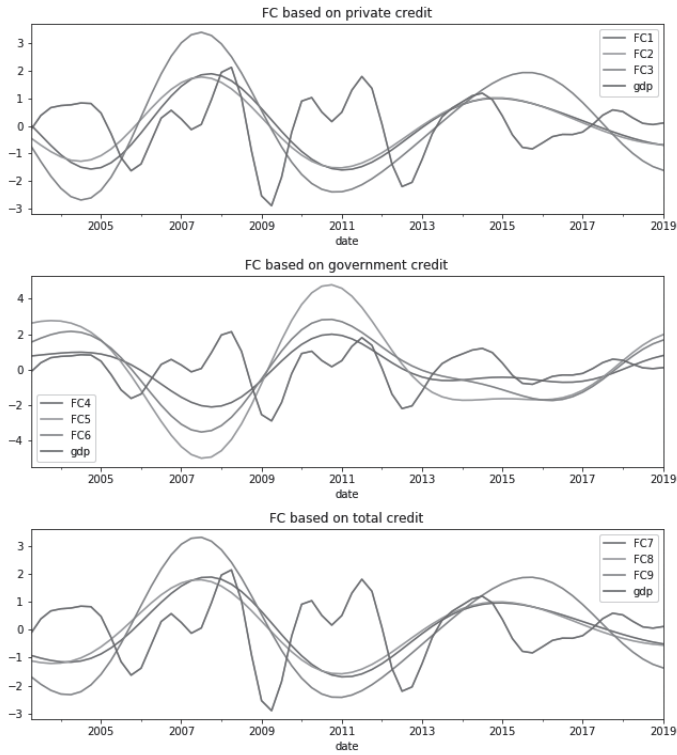 FC based on private credit
3
2
1
0
−1
−2
−3
FC1
FC2
FC3
gdp
2005 2007 2009 2011 2013 2015 2017 2019
date
FC based on government credit
4
2
0
−2
−4
FC4
FC5
FC6
gdp
2005 2007 2009 2011 2013 2015 2017 2019
date
FC based on total credit
3
2
1
0
−1
−2
−3
FC7
FC8
FC9
gdp
2005 2007 2009 2011 2013 2015 2017 2019
date